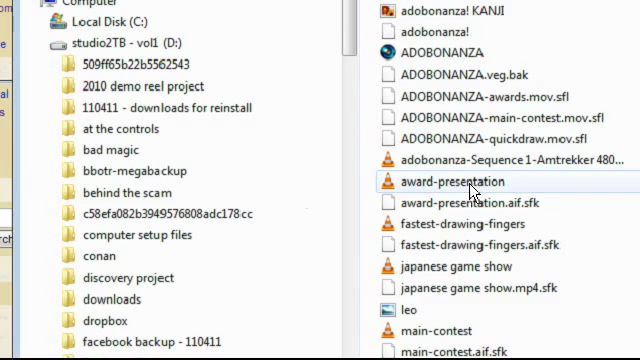 Computer
Local Disk (C:)
studio2TB - vol1 (D:)
509ff65b22b5562543
2010 demo reel project
110411 - downloads for reinstall
at the controls
bad magic
bbotr-megabackup
behind the scam
c58efa082b3949576808adc178cc
computer setup files
conan
discovery project
downloads
dropbox
facebook backup - 110411
adobonanza! KANJI
adobonanza!
ADOBONANZA
ADOBONANZA.veg.bak
ADOBONANZA-awards.mov.sfl
ADOBONANZA-main-contest.mov.sfl
ADOBONANZA-quickdraw.mov.sfl
adobonanza-Sequence 1-Amtrekker 480...
award-presentation
award-presentation.aif.sfk
fastest-drawing-fingers
fastest-drawing-fingers.aif.sfk
japanese game show
japanese game show.mp4.sfk
leo
main-contest
main-contest.aif.sfk